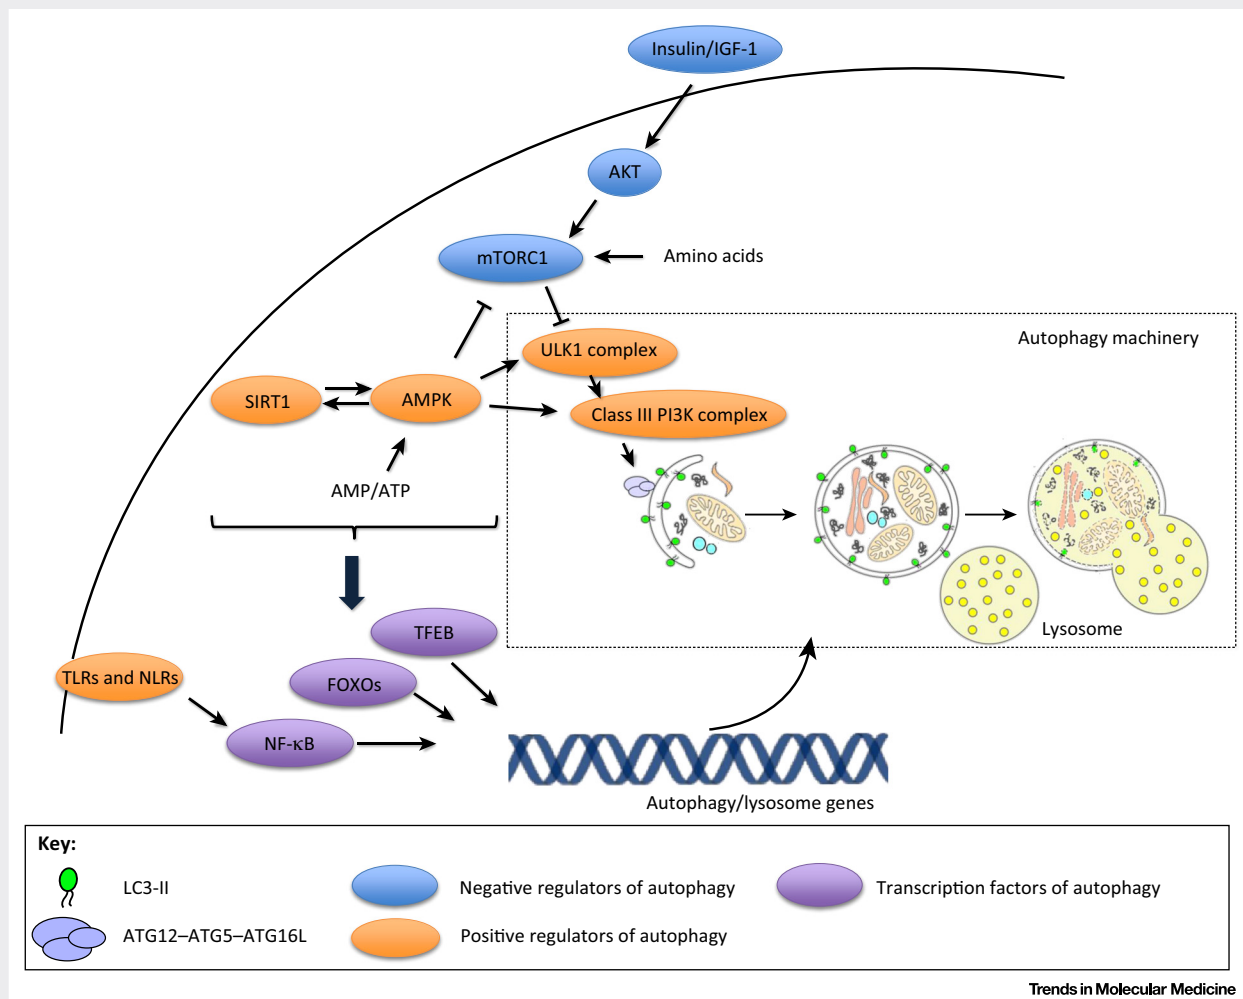 Insulin/IGF-1
AKT
mTORC1
Amino acids
Autophagy machinery
ULK1 complex
SIRT1
AMPK
Class III PI3K complex
AMP/ATP
Lysosome
TFEB
TLRs and NLRs
FOXOs
NF-κB
Autophagy/lysosome genes
Key:
LC3-II
Negative regulators of autophagy
Transcription factors of autophagy
ATG12–ATG5–ATG16L
Positive regulators of autophagy
Trends in Molecular Medicine